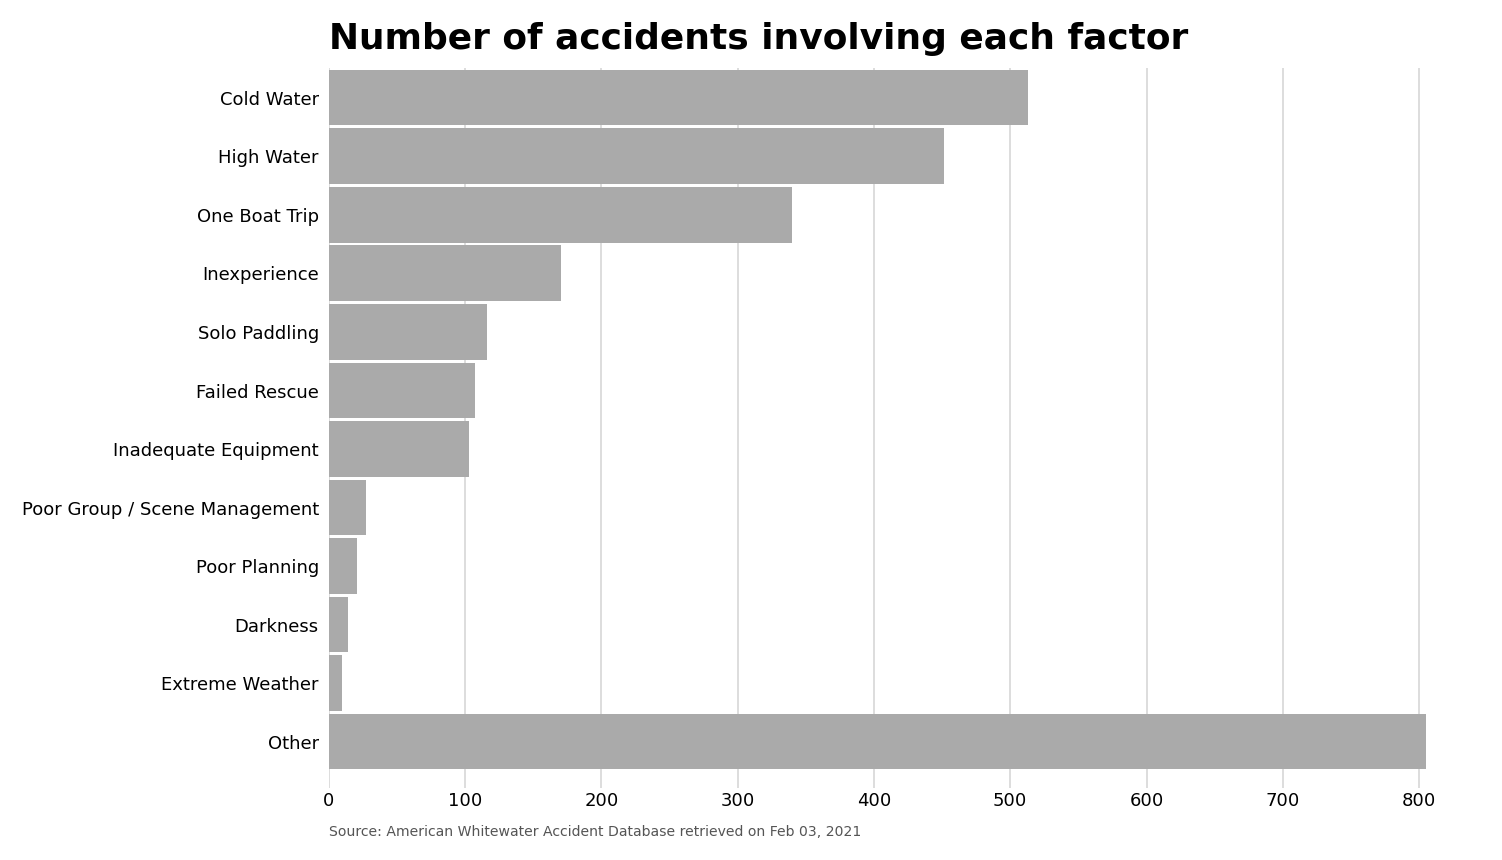 Number of accidents involving each factor
Cold Water
High Water
One Boat Trip
Inexperience
Solo Paddling
Failed Rescue
Inadequate Equipment
Poor Group / Scene Management
Poor Planning
Darkness
Extreme Weather
Other
0 100 200 300 400 500 600 700 800
Source: American Whitewater Accident Database retrieved on Feb 03, 2021